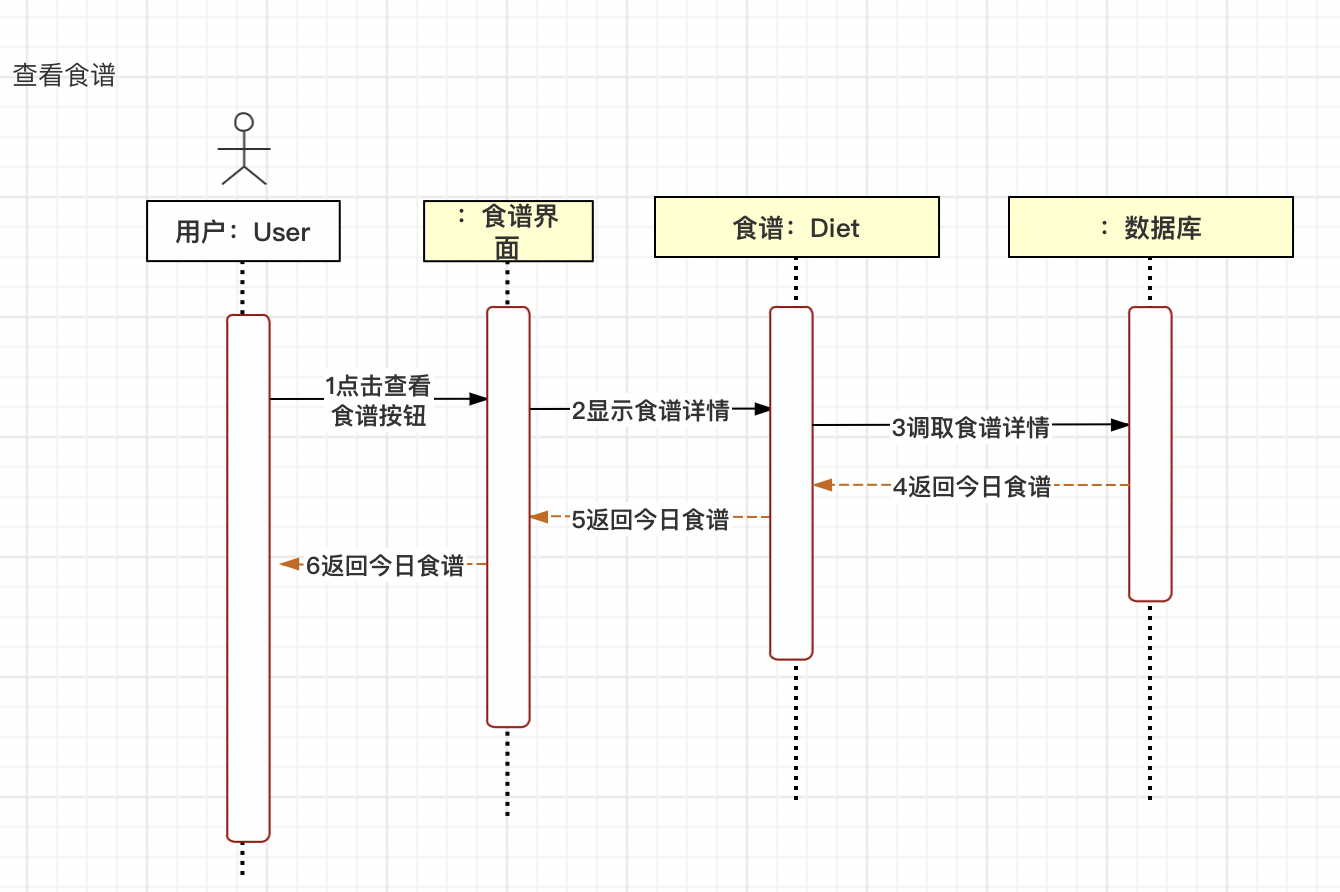 查看食谱
用户：User
：食谱界
面
食谱：Diet
：数据库
1点击查看
食谱按钮
2显示食谱详情
3调取食谱详情
4返回今日食谱
5返回今日食谱
6返回今日食谱